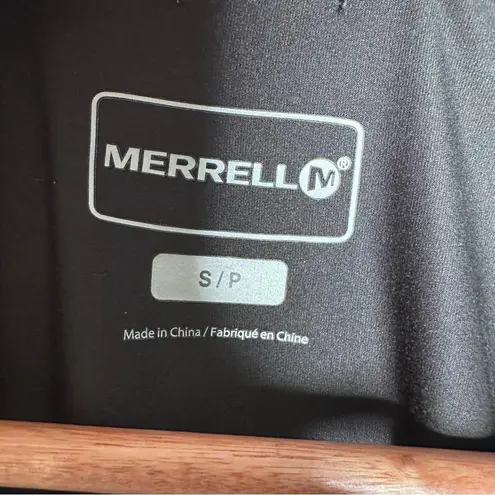 MERRELL M®
S/P
Made in China / Fabriqué en Chine